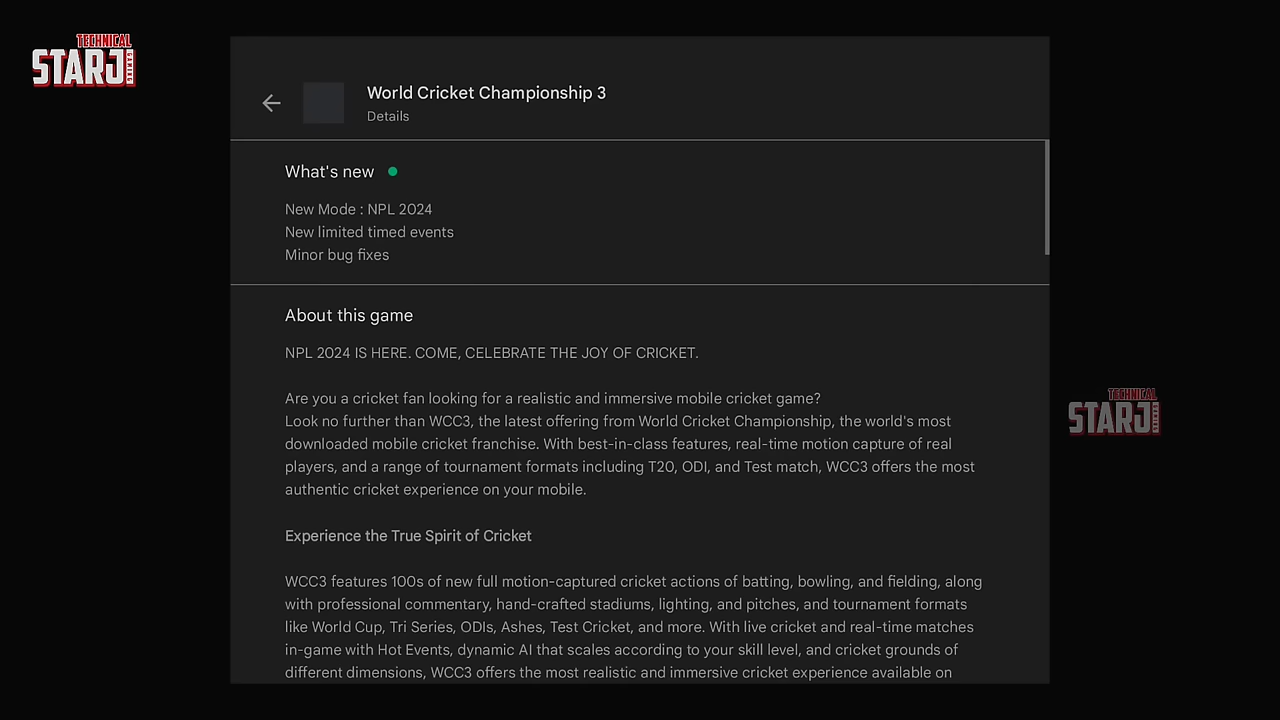 TECHNICAL
STARJ
GAMING
World Cricket Championship 3
Details
What's new
New Mode : NPL 2024
New limited timed events
Minor bug fixes
About this game
NPL 2024 IS HERE. COME, CELEBRATE THE JOY OF CRICKET.
Are you a cricket fan looking for a realistic and immersive mobile cricket game?
Look no further than WCC3, the latest offering from World Cricket Championship, the world's most
downloaded mobile cricket franchise. With best-in-class features, real-time motion capture of real
players, and a range of tournament formats including T20, ODI, and Test match, WCC3 offers the most
authentic cricket experience on your mobile.
TECHNICAL
STARJ
GAMING
Experience the True Spirit of Cricket
WCC3 features 100s of new full motion-captured cricket actions of batting, bowling, and fielding, along
with professional commentary, hand-crafted stadiums, lighting, and pitches, and tournament formats
like World Cup, Tri Series, ODIs, Ashes, Test Cricket, and more. With live cricket and real-time matches
in-game with Hot Events, dynamic AI that scales according to your skill level, and cricket grounds of
different dimensions, WCC3 offers the most realistic and immersive cricket experience available on